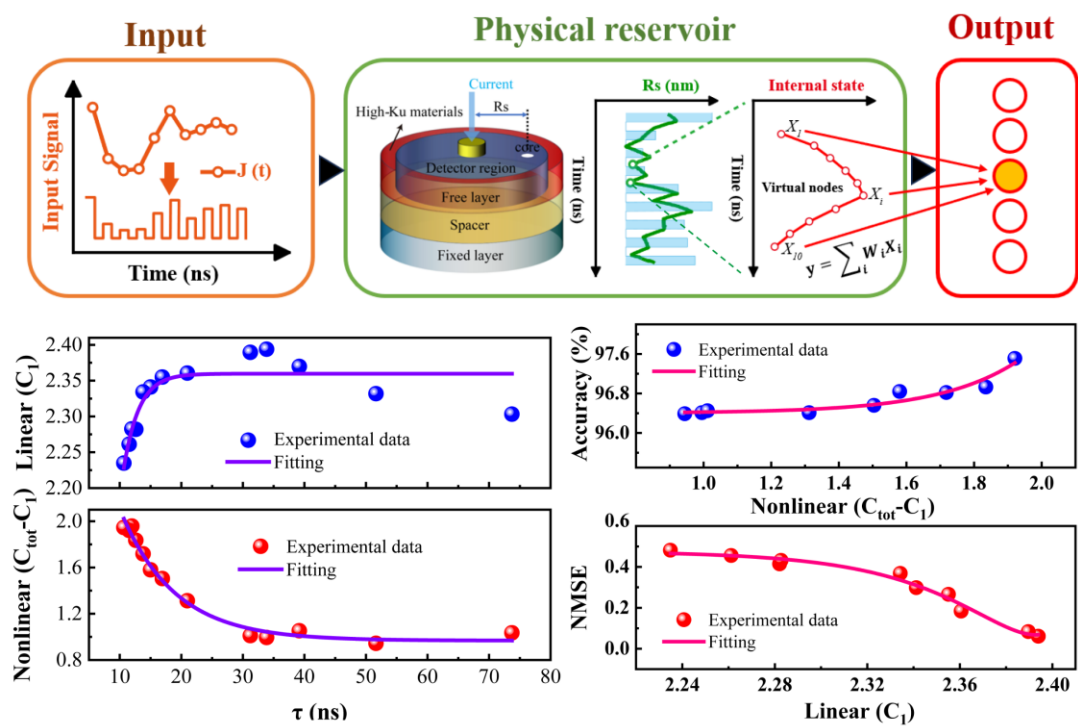 Input
Physical reservoir
Output
Input Signal
J (t)
Time (ns)
Current
Rs
High-Ku materials
core
Detector region
Free layer
Spacer
Fixed layer
Rs (nm)
Time (ns)
Internal state
Time (ns)
X1
Virtual nodes
Xi
X10
y = ∑i WiXi
Linear (C1)
2.40
2.35
2.30
2.25
2.20
Experimental data
Fitting
Nonlinear (Ctot-C1)
2.0
1.6
1.2
0.8
Experimental data
Fitting
10 20 30 40 50 60 70 80
τ (ns)
Accuracy (%)
97.6
96.8
96.0
Experimental data
Fitting
1.0 1.2 1.4 1.6 1.8 2.0
Nonlinear (Ctot-C1)
NMSE
0.6
0.4
0.2
0.0
Experimental data
Fitting
2.24 2.28 2.32 2.36 2.40
Linear (C1)